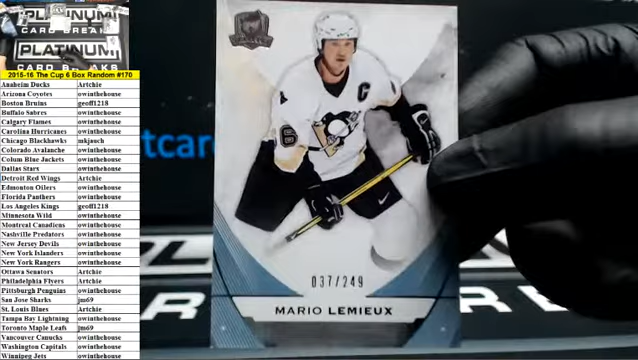 PLATINUM
CARD BREAKS
PLATINUM
CARD BREAKS
2015-16 The Cup 6 Box Random #170
Anaheim Ducks Artchie
Arizona Coyotes owinthehouse
Boston Bruins geoff1218
Buffalo Sabres owinthehouse
Calgary Flames owinthehouse
Carolina Hurricanes owinthehouse
Chicago Blackhawks mkjasch
Colorado Avalanche owinthehouse
Colum Blue Jackets owinthehouse
Dallas Starx owinthehouse
Detroit Red Wings Artchie
Edmonton Oilers owinthehouse
Florida Panthers owinthehouse
Los Angeles Kings geoff1218
Minnesota Wild owinthehouse
Montreal Canadiens owinthehouse
Nashville Predators owinthehouse
New Jersey Devils owinthehouse
New York Islanders owinthehouse
New York Rangers owinthehouse
Ottawa Senators Artchie
Philadelphia Flyers Artchie
Pittsburgh Penguins owinthehouse
San Jose Sharks jm69
St. Louis Blues Artchie
Tampa Bay Lightning owinthehouse
Toronto Maple Leafs jm69
Vancouver Canucks owinthehouse
Washington Capitals owinthehouse
Winnipeg Jets owinthehouse
C
037/249
MARIO LEMIEUX